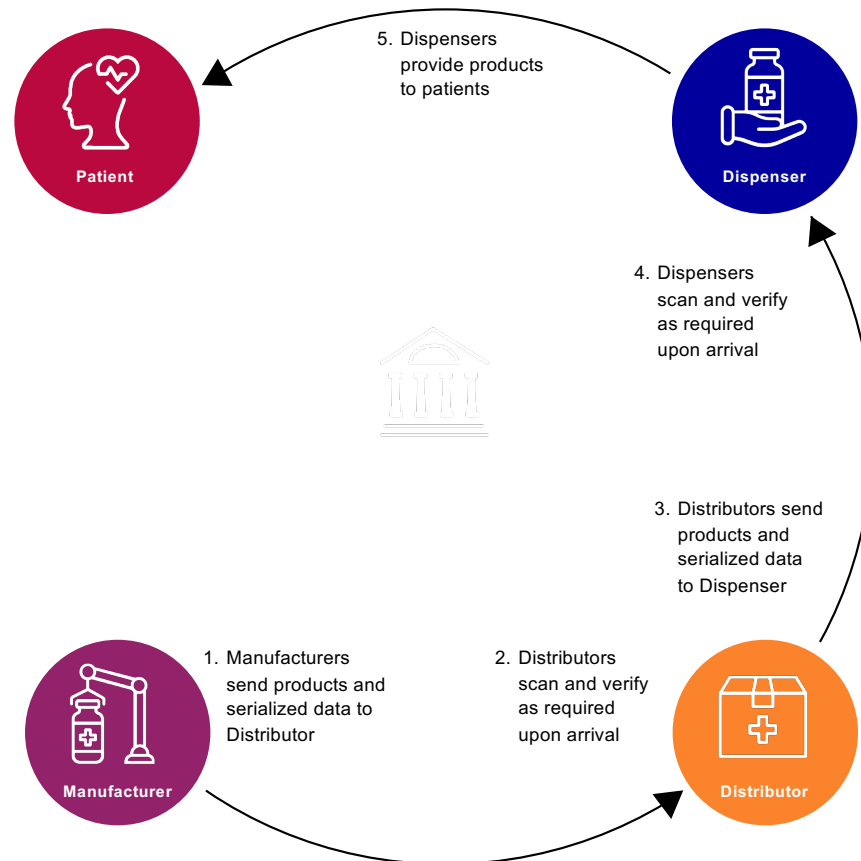 5. Dispensers
provide products
to patients
Patient
Dispenser
4. Dispensers
scan and verify
as required
upon arrival
3. Distributors send
products and
serialized data
to Dispenser
1. Manufacturers
send products and
serialized data to
Distributor
2. Distributors
scan and verify
as required
upon arrival
Manufacturer
Distributor